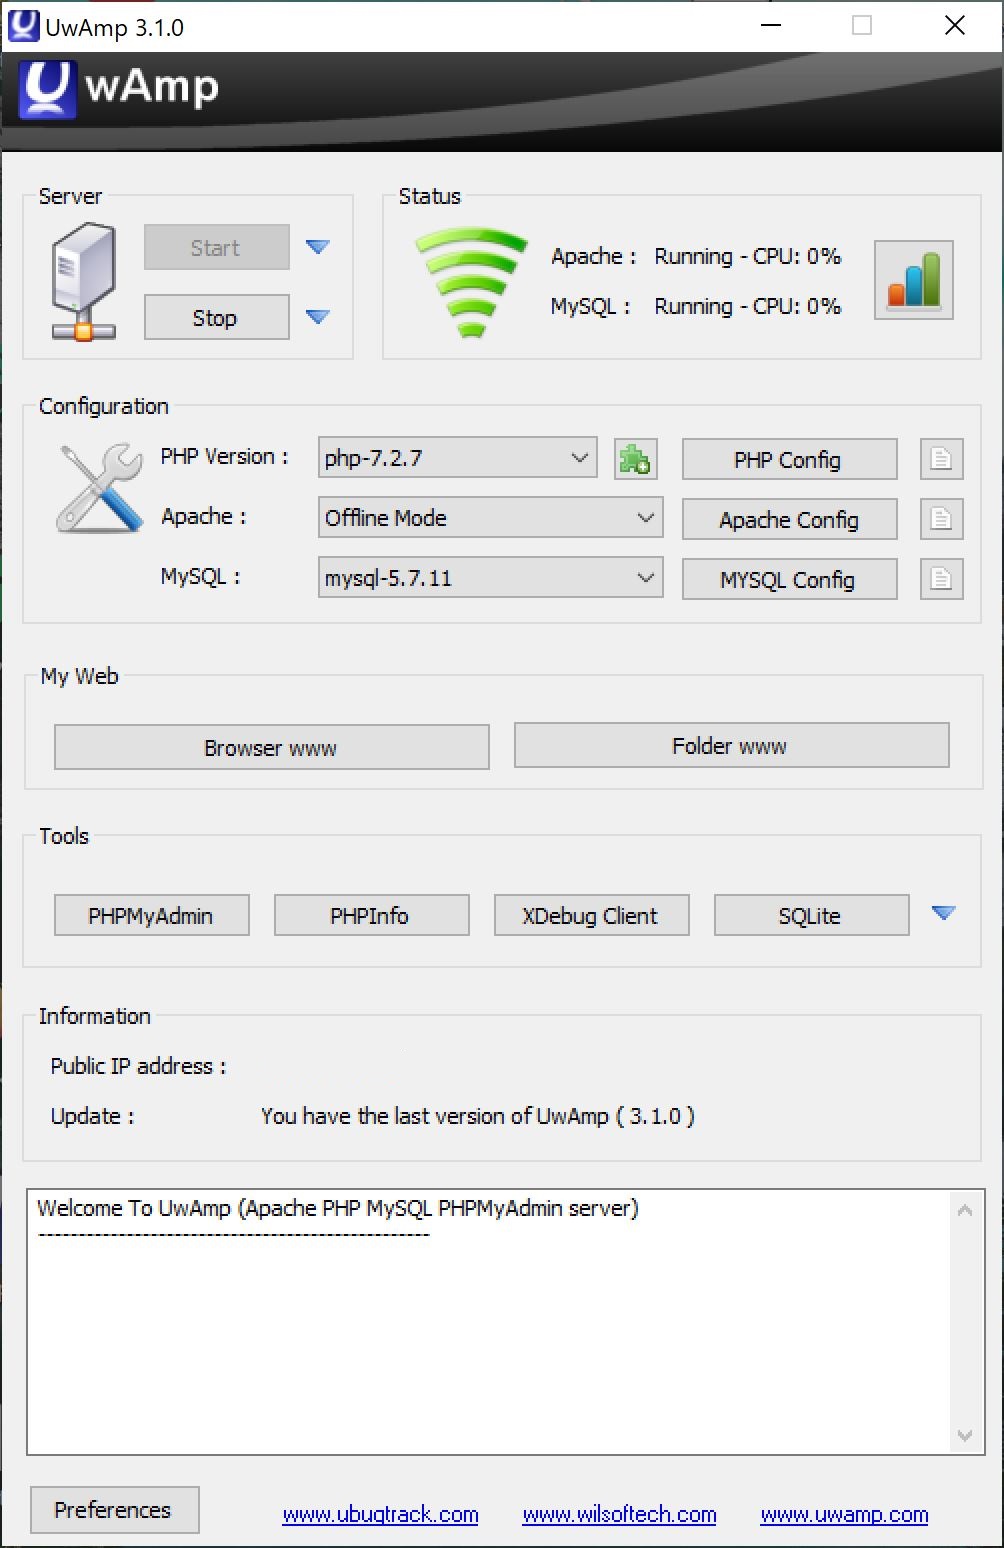 UwAmp 3.1.0
UwAmp
Server
Start
Stop
Status
Apache : Running - CPU: 0%
MySQL : Running - CPU: 0%
Configuration
PHP Version : php-7.2.7 PHP Config
Apache : Offline Mode Apache Config
MySQL : mysql-5.7.11 MYSQL Config
My Web
Browser www Folder www
Tools
PHPMyAdmin PHPInfo XDebug Client SQLite
Information
Public IP address :
Update : You have the last version of UwAmp ( 3.1.0 )
Welcome To UwAmp (Apache PHP MySQL PHPMyAdmin server)
-------------------------------------------------
Preferences www.ubugtrack.com www.wilsoftech.com www.uwamp.com